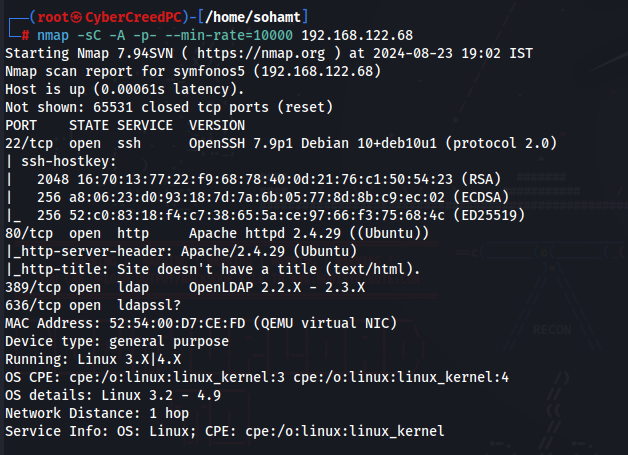 ┌──(root㉿CyberCreedPC)-[/home/sohamt]
└─# nmap -sC -A -p- --min-rate=10000 192.168.122.68
Starting Nmap 7.94SVN ( https://nmap.org ) at 2024-08-23 19:02 IST
Nmap scan report for symfonos5 (192.168.122.68)
Host is up (0.00061s latency).
Not shown: 65531 closed tcp ports (reset)
PORT    STATE SERVICE  VERSION
22/tcp  open  ssh      OpenSSH 7.9p1 Debian 10+deb10u1 (protocol 2.0)
| ssh-hostkey:
|   2048 16:70:13:77:22:f9:68:78:40:0d:21:76:c1:50:54:23 (RSA)
|   256 a8:06:23:d0:93:18:7d:7a:6b:05:77:8d:8b:c9:ec:02 (ECDSA)
|_  256 52:c0:83:18:f4:c7:38:65:5a:ce:97:66:f3:75:68:4c (ED25519)
80/tcp  open  http     Apache httpd 2.4.29 ((Ubuntu))
|_http-server-header: Apache/2.4.29 (Ubuntu)
|_http-title: Site doesn't have a title (text/html).
389/tcp open  ldap     OpenLDAP 2.2.X - 2.3.X
636/tcp open  ldapssl?
MAC Address: 52:54:00:D7:CE:FD (QEMU virtual NIC)
Device type: general purpose
Running: Linux 3.X|4.X
OS CPE: cpe:/o:linux:linux_kernel:3 cpe:/o:linux:linux_kernel:4
OS details: Linux 3.2 - 4.9
Network Distance: 1 hop
Service Info: OS: Linux; CPE: cpe:/o:linux:linux_kernel
RECON